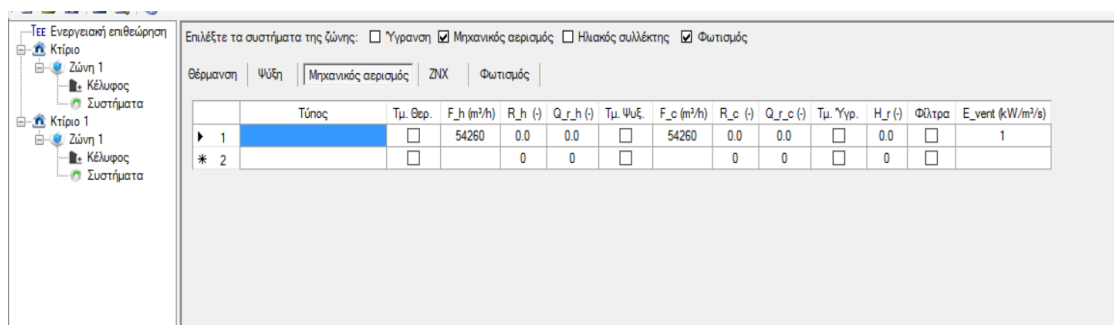 ΤΕΕ Ενεργειακή επιθεώρηση
Κτίριο
Ζώνη 1
Κέλυφος
Συστήματα
Κτίριο 1
Ζώνη 1
Κέλυφος
Συστήματα
Επιλέξτε τα συστήματα της ζώνης: Ύγρανση Μηχανικός αερισμός Ηλιακός συλλέκτης Φωτισμός
Θέρμανση Ψύξη Μηχανικός αερισμός ΖΝΧ Φωτισμός
Τύπος Τμ. Θερ. F_h (m³/h) R_h (-) Q_r_h (-) Τμ. Ψυξ. F_c (m³/h) R_c (-) Q_r_c (-) Τμ. Ύγρ. H_r (-) Φίλτρα E_vent (kW/m³/s)
1 54260 0.0 0.0 54260 0.0 0.0 0.0 1
2 0 0 0 0 0